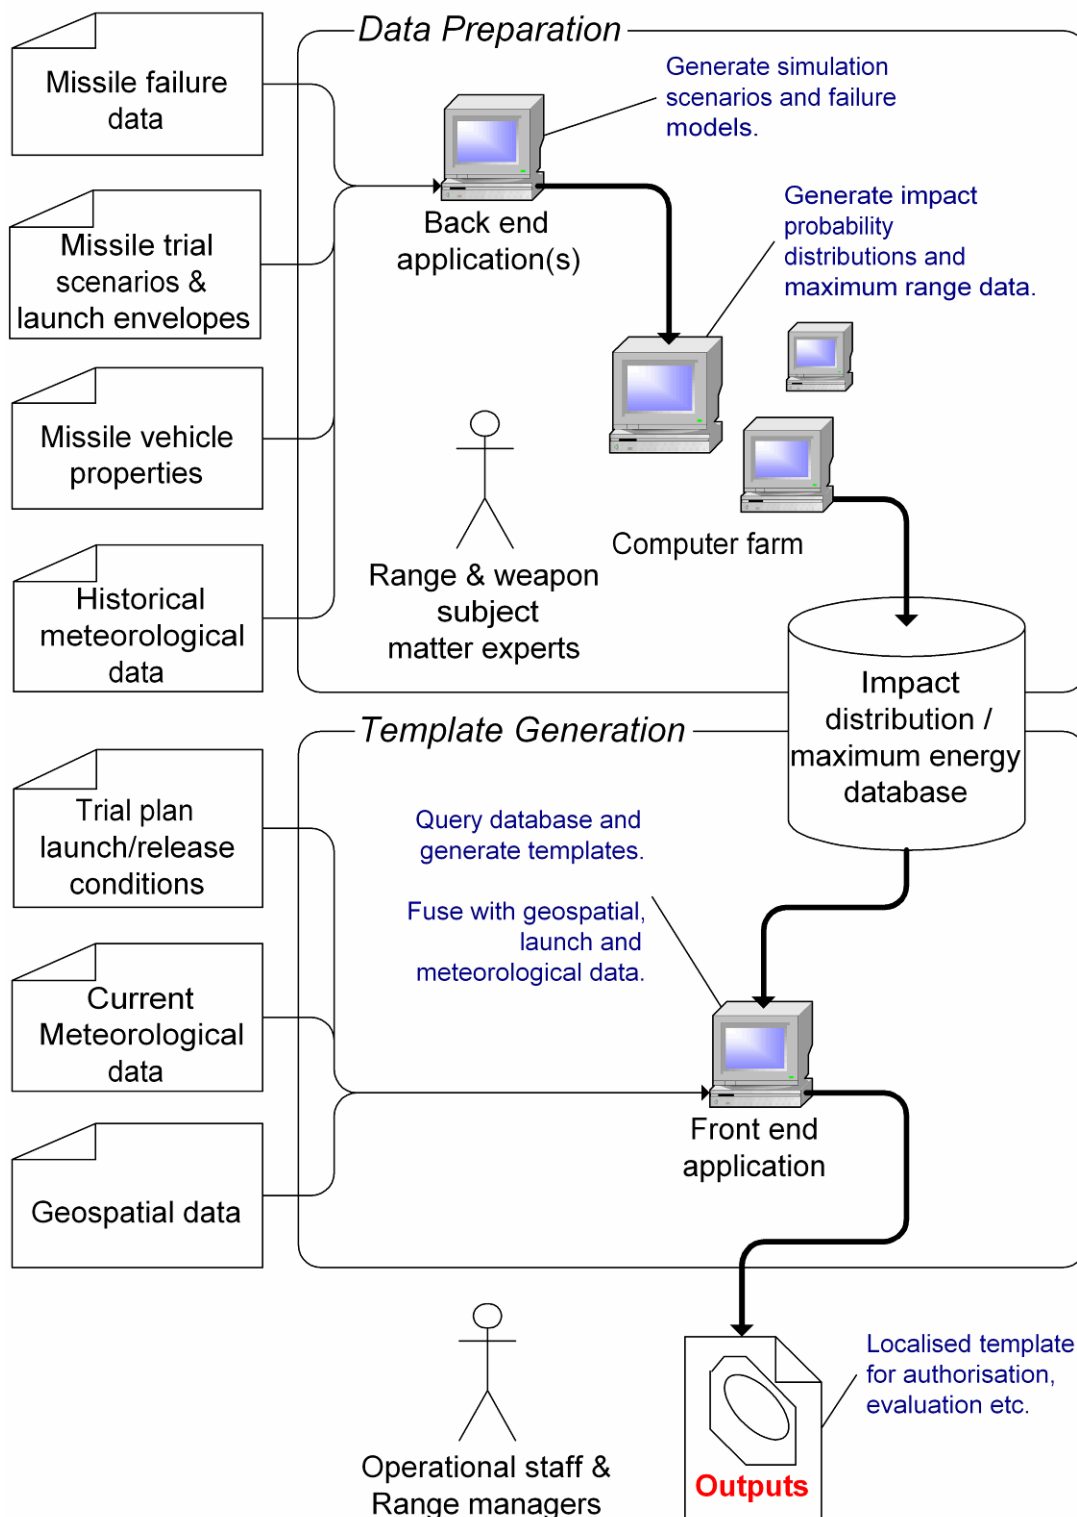 Data Preparation
Missile failure
data
Missile trial
scenarios &
launch envelopes
Missile vehicle
properties
Historical
meteorological
data
Generate simulation
scenarios and failure
models.
Back end
application(s)
Generate impact
probability
distributions and
maximum range data.
Computer farm
Range & weapon
subject
matter experts
Impact
distribution /
maximum energy
database
Template Generation
Trial plan
launch/release
conditions
Current
Meteorological
data
Geospatial data
Query database and
generate templates.
Fuse with geospatial,
launch and
meteorological data.
Front end
application
Operational staff &
Range managers
Localised template
for authorisation,
evaluation etc.
Outputs